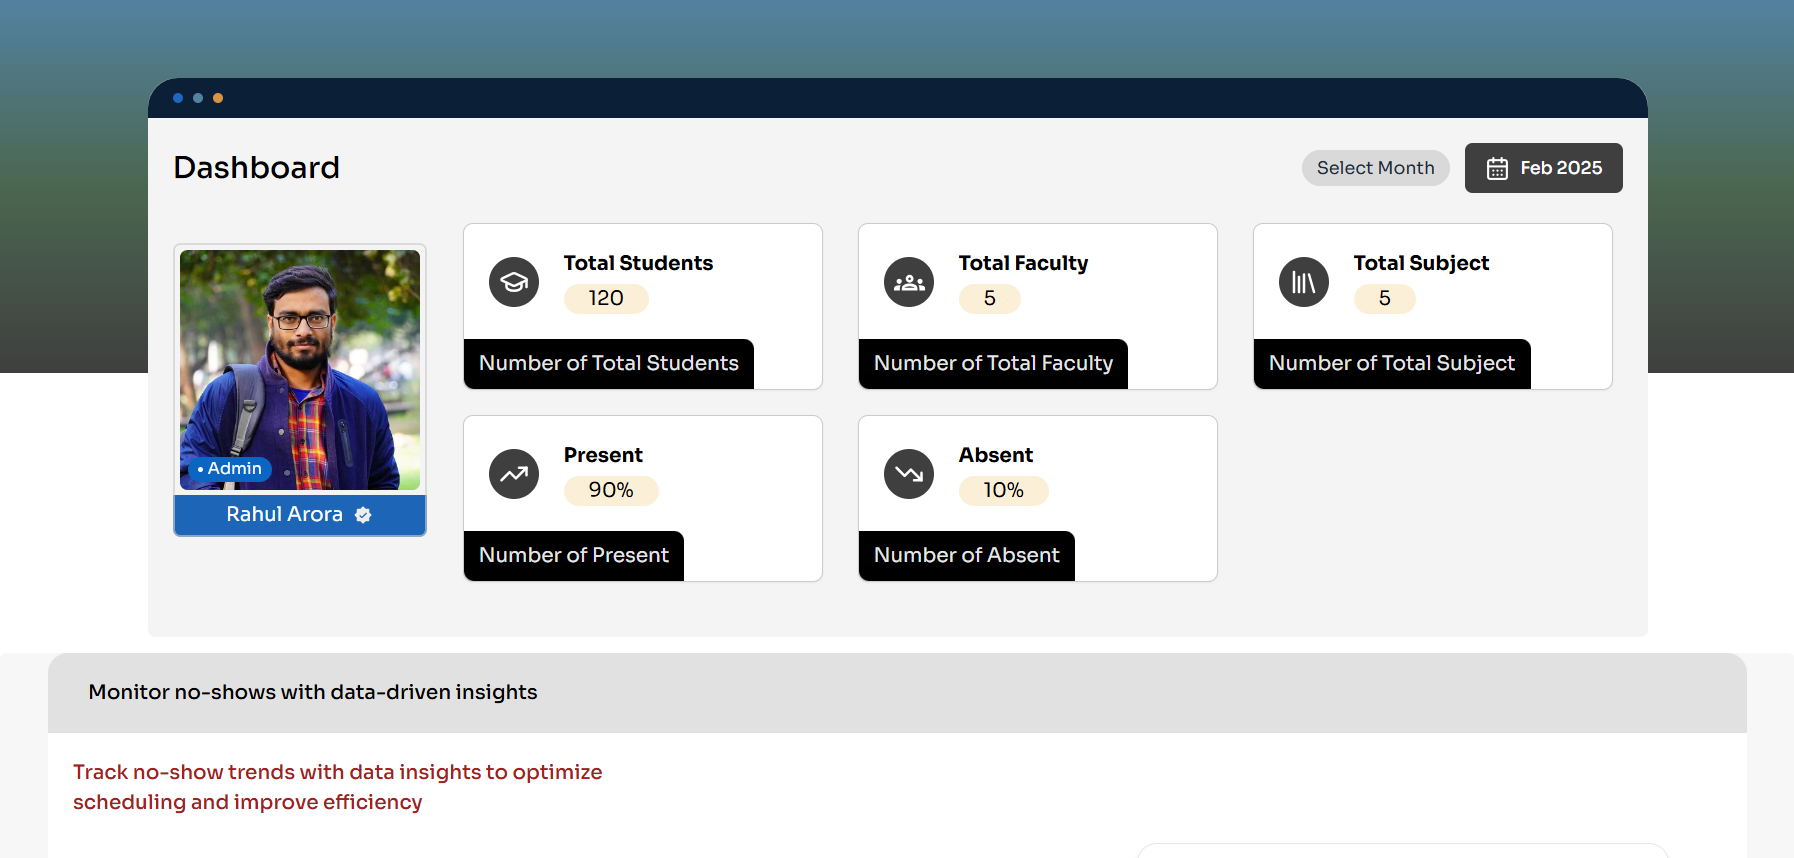 Dashboard
Select Month
Feb 2025
• Admin
Rahul Arora
Total Students
120
Number of Total Students
Total Faculty
5
Number of Total Faculty
Total Subject
5
Number of Total Subject
Present
90%
Number of Present
Absent
10%
Number of Absent
Monitor no-shows with data-driven insights
Track no-show trends with data insights to optimize
scheduling and improve efficiency